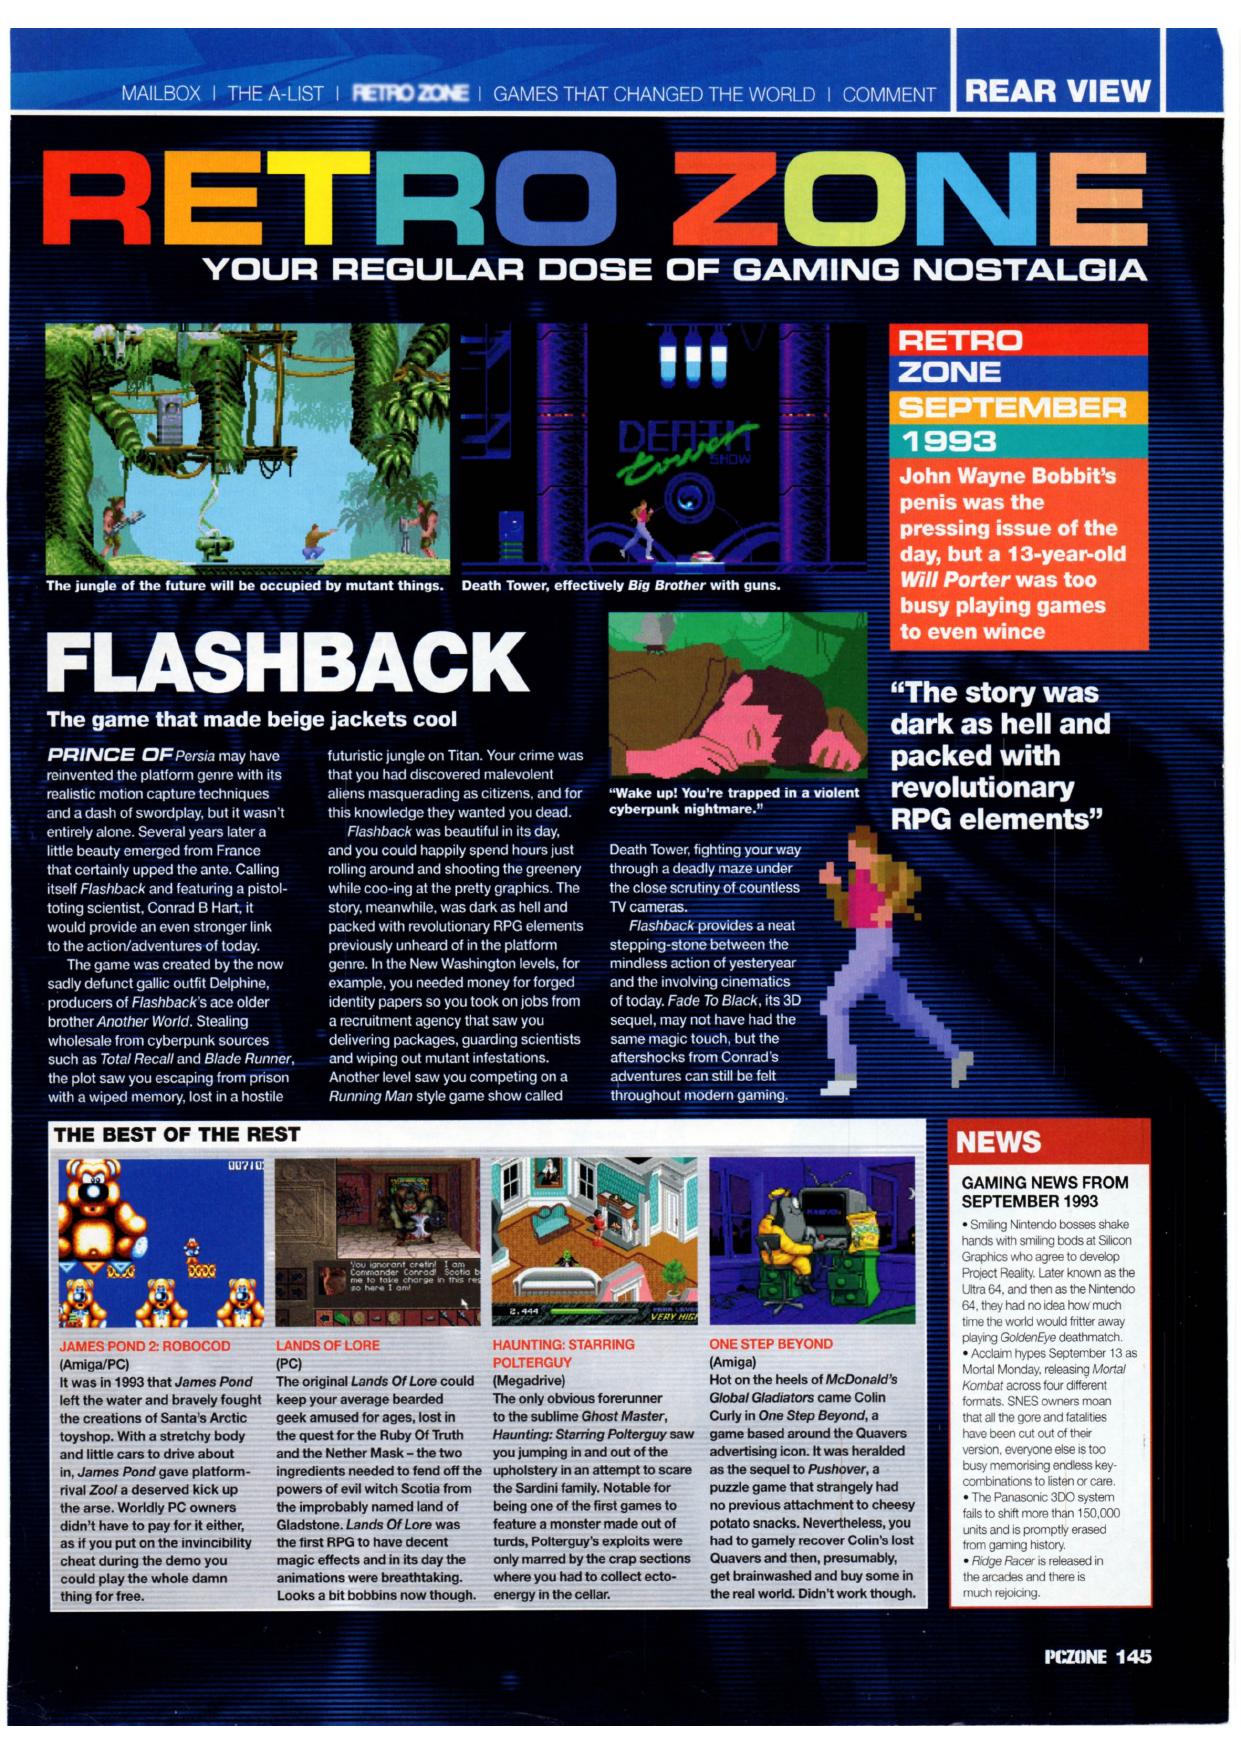 MAILBOX | THE A-LIST | RETRO ZONE | GAMES THAT CHANGED THE WORLD | COMMENT
REAR VIEW
RETRO ZONE
YOUR REGULAR DOSE OF GAMING NOSTALGIA
DEATH
tower
SHOW
The jungle of the future will be occupied by mutant things.
Death Tower, effectively Big Brother with guns.
RETRO
ZONE
SEPTEMBER
1993
John Wayne Bobbit's
penis was the
pressing issue of the
day, but a 13-year-old
Will Porter was too
busy playing games
to even wince
FLASHBACK
The game that made beige jackets cool
PRINCE OF Persia may have
reinvented the platform genre with its
realistic motion capture techniques
and a dash of swordplay, but it wasn't
entirely alone. Several years later a
little beauty emerged from France
that certainly upped the ante. Calling
itself Flashback and featuring a pistol-
toting scientist, Conrad B Hart, it
would provide an even stronger link
to the action/adventures of today.
The game was created by the now
sadly defunct gallic outfit Delphine,
producers of Flashback's ace older
brother Another World. Stealing
wholesale from cyberpunk sources
such as Total Recall and Blade Runner,
the plot saw you escaping from prison
with a wiped memory, lost in a hostile
futuristic jungle on Titan. Your crime was
that you had discovered malevolent
aliens masquerading as citizens, and for
this knowledge they wanted you dead.
Flashback was beautiful in its day,
and you could happily spend hours just
rolling around and shooting the greenery
while coo-ing at the pretty graphics. The
story, meanwhile, was dark as hell and
packed with revolutionary RPG elements
previously unheard of in the platform
genre. In the New Washington levels, for
example, you needed money for forged
identity papers so you took on jobs from
a recruitment agency that saw you
delivering packages, guarding scientists
and wiping out mutant infestations.
Another level saw you competing on a
Running Man style game show called
"Wake up! You're trapped in a violent
cyberpunk nightmare."
Death Tower, fighting your way
through a deadly maze under
the close scrutiny of countless
TV cameras.
Flashback provides a neat
stepping-stone between the
mindless action of yesteryear
and the involving cinematics
of today. Fade To Black, its 3D
sequel, may not have had the
same magic touch, but the
aftershocks from Conrad's
adventures can still be felt
throughout modern gaming.
"The story was
dark as hell and
packed with
revolutionary
RPG elements"
THE BEST OF THE REST
You ignorant cretin! I am
Commander Conrad! Scotia b
me to take charge in this re
so here I am!
2,444
VERY HIGH
JAMES POND 2: ROBOCOD
(Amiga/PC)
It was in 1993 that James Pond
left the water and bravely fought
the creations of Santa's Arctic
toyshop. With a stretchy body
and little cars to drive about
in, James Pond gave platform-
rival Zool a deserved kick up
the arse. Worldly PC owners
didn't have to pay for it either,
as if you put on the invincibility
cheat during the demo you
could play the whole damn
thing for free.
LANDS OF LORE
(PC)
The original Lands Of Lore could
keep your average bearded
geek amused for ages, lost in
the quest for the Ruby Of Truth
and the Nether Mask – the two
ingredients needed to fend off the
powers of evil witch Scotia from
the improbably named land of
Gladstone. Lands Of Lore was
the first RPG to have decent
magic effects and in its day the
animations were breathtaking.
Looks a bit bobbins now though.
HAUNTING: STARRING
POLTERGUY
(Megadrive)
The only obvious forerunner
to the sublime Ghost Master,
Haunting: Starring Polterguy saw
you jumping in and out of the
upholstery in an attempt to scare
the Sardini family. Notable for
being one of the first games to
feature a monster made out of
turds, Polterguy's exploits were
only marred by the crap sections
where you had to collect ecto-
energy in the cellar.
ONE STEP BEYOND
(Amiga)
Hot on the heels of McDonald's
Global Gladiators came Colin
Curly in One Step Beyond, a
game based around the Quavers
advertising icon. It was heralded
as the sequel to Pushover, a
puzzle game that strangely had
no previous attachment to cheesy
potato snacks. Nevertheless, you
had to gamely recover Colin's lost
Quavers and then, presumably,
get brainwashed and buy some in
the real world. Didn't work though.
NEWS
GAMING NEWS FROM
SEPTEMBER 1993
• Smiling Nintendo bosses shake
hands with smiling bods at Silicon
Graphics who agree to develop
Project Reality. Later known as the
Ultra 64, and then as the Nintendo
64, they had no idea how much
time the world would fritter away
playing GoldenEye deathmatch.
• Acclaim hypes September 13 as
Mortal Monday, releasing Mortal
Kombat across four different
formats. SNES owners moan
that all the gore and fatalities
have been cut out of their
version, everyone else is too
busy memorising endless key-
combinations to listen or care.
• The Panasonic 3DO system
fails to shift more than 150,000
units and is promptly erased
from gaming history.
• Ridge Racer is released in
the arcades and there is
much rejoicing.
PCZONE 145